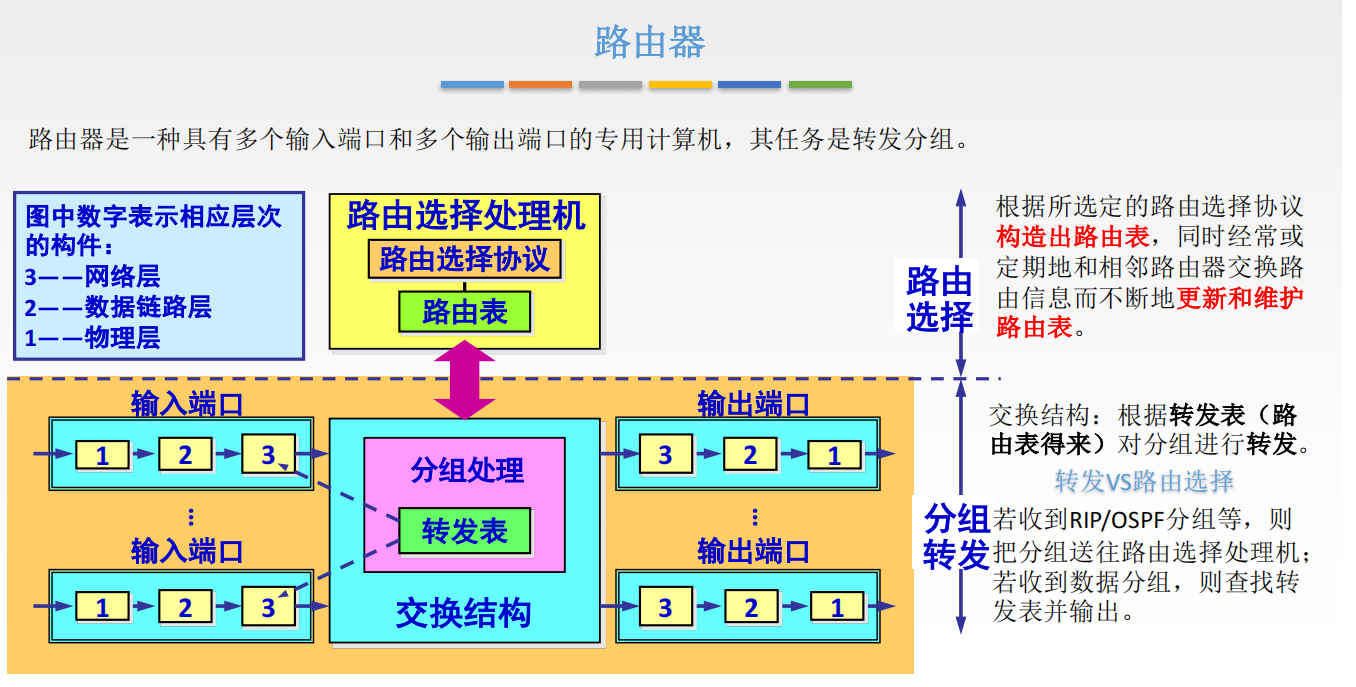 路由器
路由器是一种具有多个输入端口和多个输出端口的专用计算机，其任务是转发分组。
图中数字表示相应层次
的构件：
3——网络层
2——数据链路层
1——物理层
路由选择处理机
路由选择协议
路由表
路由
选择
根据所选定的路由选择协议
构造出路由表，同时经常或
定期地和相邻路由器交换路
由信息而不断地更新和维护
路由表。
输入端口
1 2 3
⋮
输入端口
1 2 3
分组处理
转发表
交换结构
输出端口
3 2 1
⋮
输出端口
3 2 1
分组
转发
交换结构：根据转发表（路
由表得来）对分组进行转发。
转发VS路由选择
若收到RIP/OSPF分组等，则
把分组送往路由选择处理机；
若收到数据分组，则查找转
发表并输出。